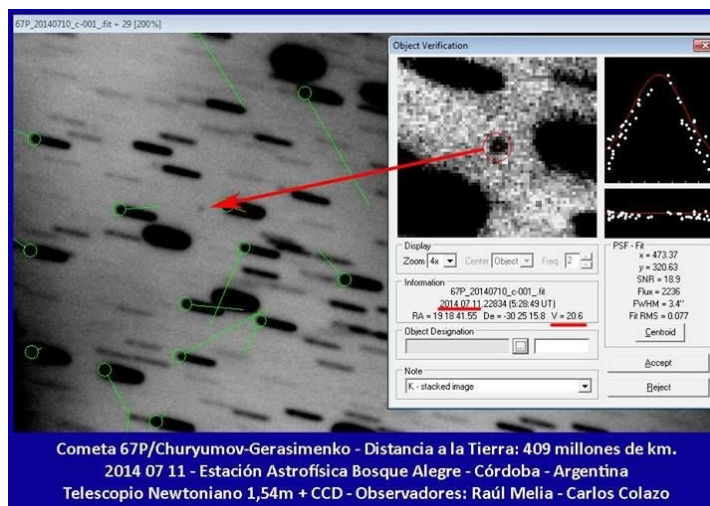 67P_20140710_c-001_.fit + 29 [200%]
Object Verification
Display
Zoom 4x Center Object Freq. 2
Information
67P_20140710_c-001_.fit
2014 07 11.22834 (5:28:49 UT)
RA = 19 18 41.55 De = -30 25 15.8 V = 20.6
Object Designation
...
Note
K - stacked image
PSF - Fit
x = 473.37
y = 320.63
SNR = 18.9
Flux = 2236
FWHM = 3.4"
Fit RMS = 0.077
Centroid
Accept
Reject
Cometa 67P/Churyumov-Gerasimenko - Distancia a la Tierra: 409 millones de km.
2014 07 11 - Estación Astrofísica Bosque Alegre - Córdoba - Argentina
Telescopio Newtoniano 1,54m + CCD - Observadores: Raúl Melia - Carlos Colazo